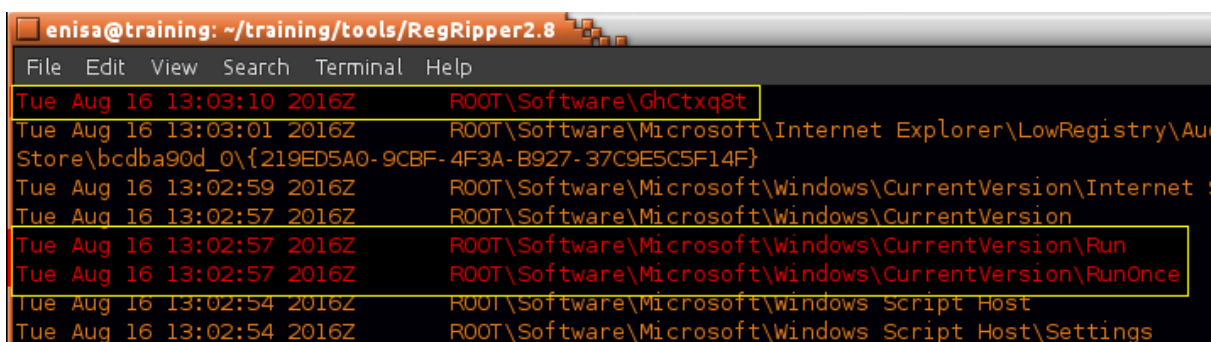 enisa@training: ~/training/tools/RegRipper2.8
File Edit View Search Terminal Help
Tue Aug 16 13:03:10 2016Z ROOT\Software\GhCtxq8t
Tue Aug 16 13:03:01 2016Z ROOT\Software\Microsoft\Internet Explorer\LowRegistry\Au
Store\bcdba90d_0\{219ED5A0-9CBF-4F3A-B927-37C9E5C5F14F}
Tue Aug 16 13:02:59 2016Z ROOT\Software\Microsoft\Windows\CurrentVersion\Internet
Tue Aug 16 13:02:57 2016Z ROOT\Software\Microsoft\Windows\CurrentVersion
Tue Aug 16 13:02:57 2016Z ROOT\Software\Microsoft\Windows\CurrentVersion\Run
Tue Aug 16 13:02:57 2016Z ROOT\Software\Microsoft\Windows\CurrentVersion\RunOnce
Tue Aug 16 13:02:54 2016Z ROOT\Software\Microsoft\Windows Script Host
Tue Aug 16 13:02:54 2016Z ROOT\Software\Microsoft\Windows Script Host\Settings